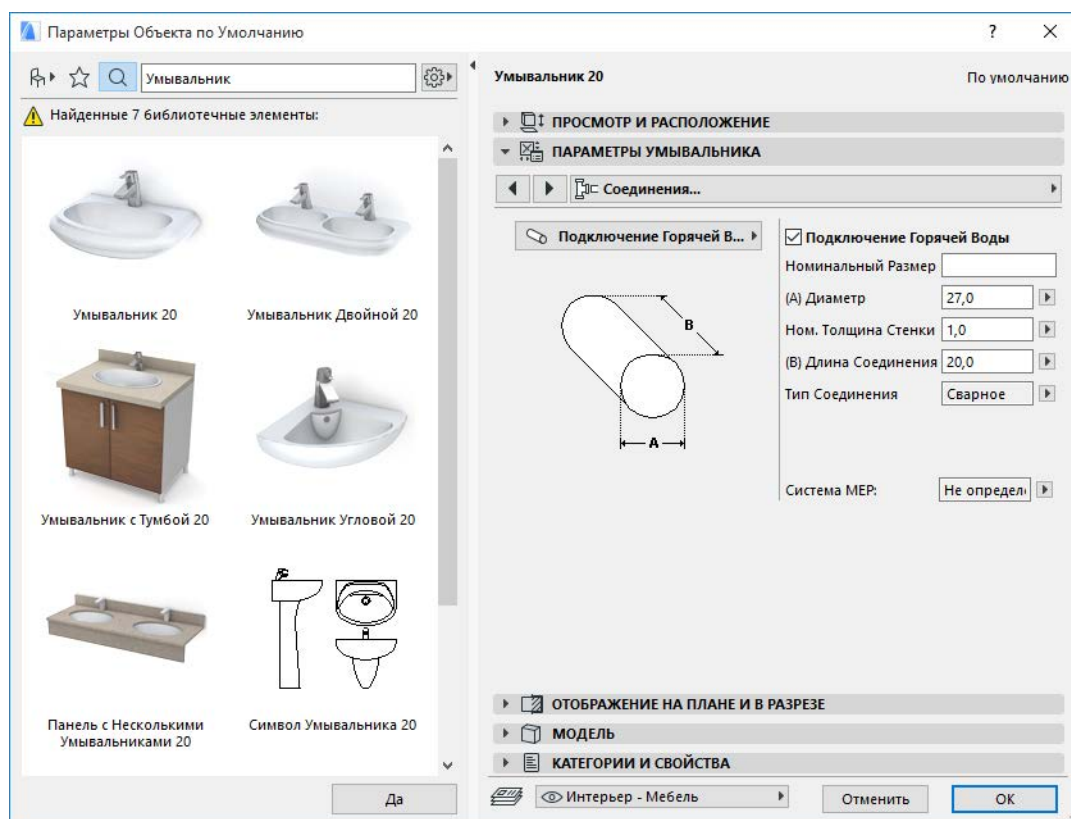 Параметры Объекта по Умолчанию
?
Умывальник
Найденные 7 библиотечные элементы:
Умывальник 20
Умывальник Двойной 20
Умывальник с Тумбой 20
Умывальник Угловой 20
Панель с Несколькими
Умывальниками 20
Символ Умывальника 20
Да
Умывальник 20
По умолчанию
ПРОСМОТР И РАСПОЛОЖЕНИЕ
ПАРАМЕТРЫ УМЫВАЛЬНИКА
Соединения...
Подключение Горячей В...
B
A
Подключение Горячей Воды
Номинальный Размер
(A) Диаметр 27,0
Ном. Толщина Стенки 1,0
(B) Длина Соединения 20,0
Тип Соединения Сварное
Система MEP: Не определ
ОТОБРАЖЕНИЕ НА ПЛАНЕ И В РАЗРЕЗЕ
МОДЕЛЬ
КАТЕГОРИИ И СВОЙСТВА
Интерьер - Мебель
Отменить
ОК